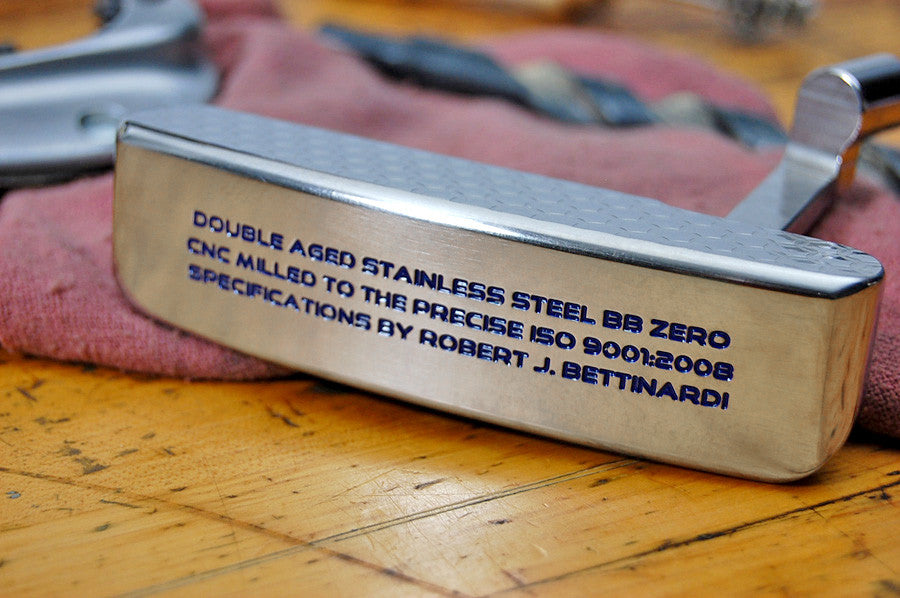 DOUBLE AGED STAINLESS STEEL BB ZERO
CNC MILLED TO THE PRECISE ISO 9001:2008
SPECIFICATIONS BY ROBERT J. BETTINARDI